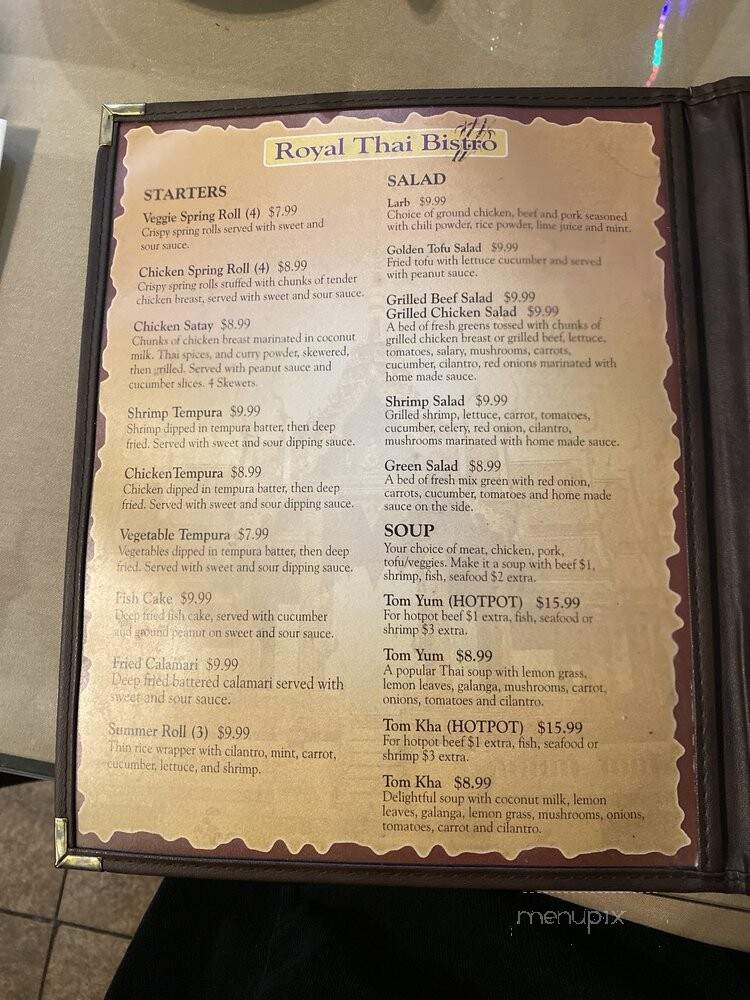 Royal Thai Bistro
STARTERS
Veggie Spring Roll (4) $7.99
Crispy spring rolls served with sweet and
sour sauce.
Chicken Spring Roll (4) $8.99
Crispy spring rolls stuffed with chunks of tender
chicken breast, served with sweet and sour sauce.
Chicken Satay $8.99
Chunks of chicken breast marinated in coconut
milk. Thai spices, and curry powder, skewered,
then grilled. Served with peanut sauce and
cucumber slices. 4 Skewers.
Shrimp Tempura $9.99
Shrimp dipped in tempura batter, then deep
fried. Served with sweet and sour dipping sauce.
Chicken Tempura $8.99
Chicken dipped in tempura batter, then deep
fried. Served with sweet and sour dipping sauce.
Vegetable Tempura $7.99
Vegetables dipped in tempura batter, then deep
fried. Served with sweet and sour dipping sauce.
Fish Cake $9.99
Deep fried fish cake, served with cucumber
and ground peanut on sweet and sour sauce.
Fried Calamari $9.99
Deep fried battered calamari served with
sweet and sour sauce.
Summer Roll (3) $9.99
Thin rice wrapper with cilantro, mint, carrot,
cucumber, lettuce, and shrimp.
SALAD
Larb $9.99
Choice of ground chicken, beef and pork seasoned
with chili powder, rice powder, lime juice and mint.
Golden Tofu Salad $9.99
Fried tofu with lettuce cucumber and served
with peanut sauce.
Grilled Beef Salad $9.99
Grilled Chicken Salad $9.99
A bed of fresh greens tossed with chunks of
grilled chicken breast or grilled beef, lettuce,
tomatoes, salary, mushrooms, carrots,
cucumber, cilantro, red onions marinated with
home made sauce.
Shrimp Salad $9.99
Grilled shrimp, lettuce, carrot, tomatoes,
cucumber, celery, red onion, cilantro,
mushrooms marinated with home made sauce.
Green Salad $8.99
A bed of fresh mix green with red onion,
carrots, cucumber, tomatoes and home made
sauce on the side.
SOUP
Your choice of meat, chicken, pork,
tofu/veggies. Make it a soup with beef $1,
shrimp, fish, seafood $2 extra.
Tom Yum (HOTPOT) $15.99
For hotpot beef $1 extra, fish, seafood or
shrimp $3 extra.
Tom Yum $8.99
A popular Thai soup with lemon grass,
lemon leaves, galanga, mushrooms, carrot,
onions, tomatoes and cilantro.
Tom Kha (HOTPOT) $15.99
For hotpot beef $1 extra, fish, seafood or
shrimp $3 extra.
Tom Kha $8.99
Delightful soup with coconut milk, lemon
leaves, galanga, lemon grass, mushrooms, onions,
tomatoes, carrot and cilantro.
menupix